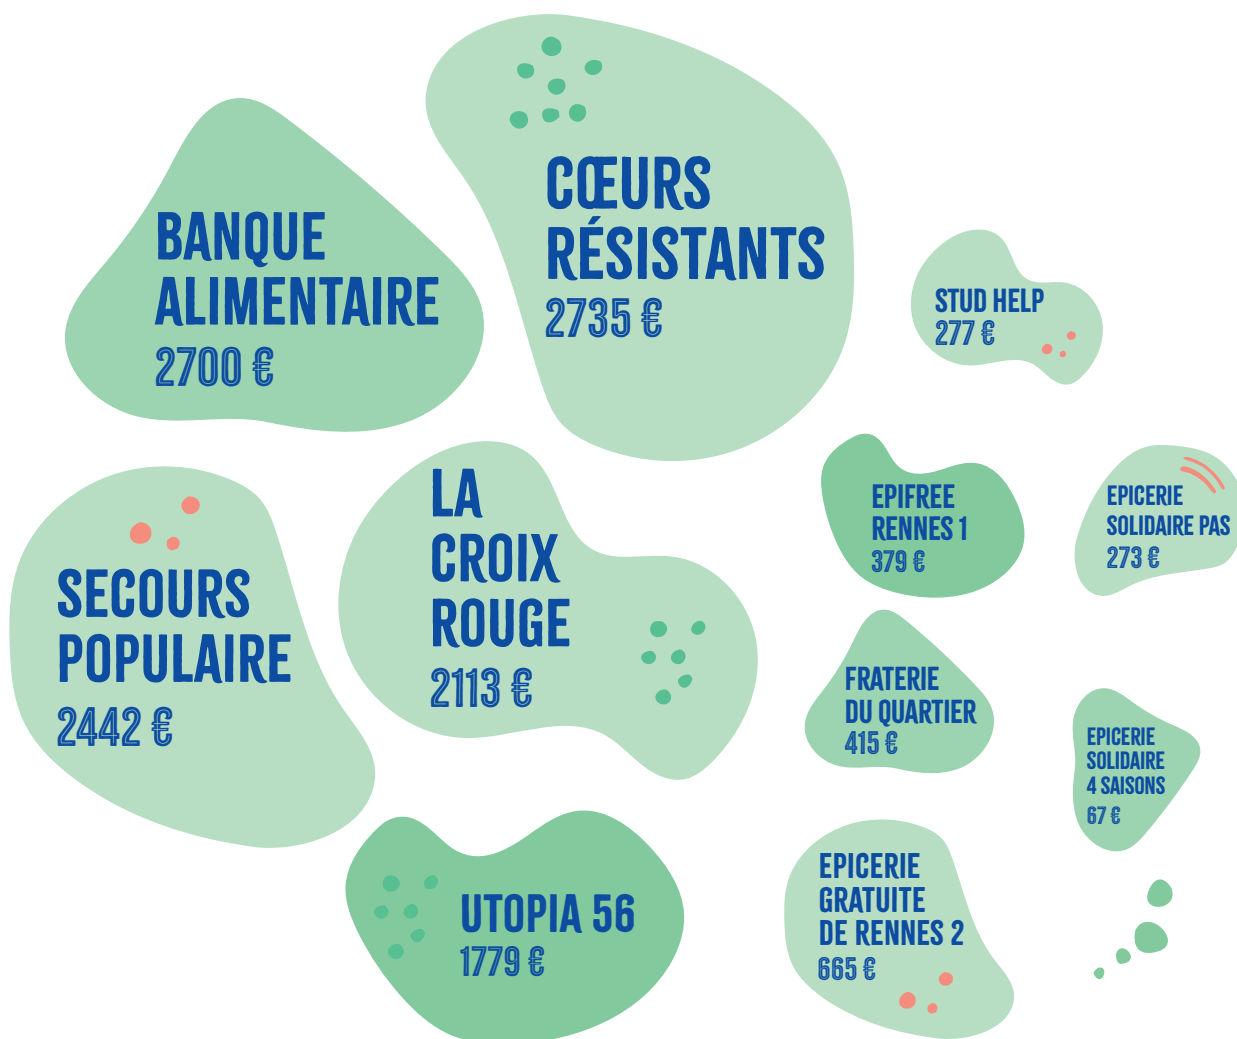 BANQUE
ALIMENTAIRE
2700 €
CŒURS
RÉSISTANTS
2735 €
STUD HELP
277 €
SECOURS
POPULAIRE
2442 €
LA
CROIX
ROUGE
2113 €
EPIFREE
RENNES 1
379 €
EPICERIE
SOLIDAIRE PAS
273 €
FRATERIE
DU QUARTIER
415 €
EPICERIE
SOLIDAIRE
4 SAISONS
67 €
UTOPIA 56
1779 €
EPICERIE
GRATUITE
DE RENNES 2
665 €